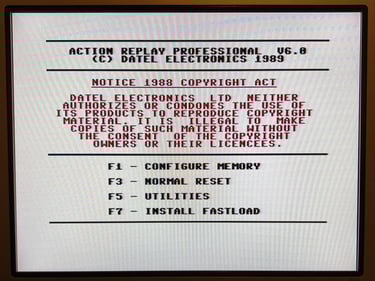 ACTION REPLAY PROFESSIONAL V6.0
(C) DATEL ELECTRONICS 1989
NOTICE 1988 COPYRIGHT ACT
DATEL ELECTRONICS LTD NEITHER
AUTHORIZES OR CONDONES THE USE OF
ITS PRODUCTS TO REPRODUCE COPYRIGHT
MATERIAL. IT IS ILLEGAL TO MAKE
COPIES OF SUCH MATERIAL WITHOUT
THE CONSENT OF THE COPYRIGHT
OWNERS OR THEIR LICENCEES.
F1 - CONFIGURE MEMORY
F3 - NORMAL RESET
F5 - UTILITIES
F7 - INSTALL FASTLOAD